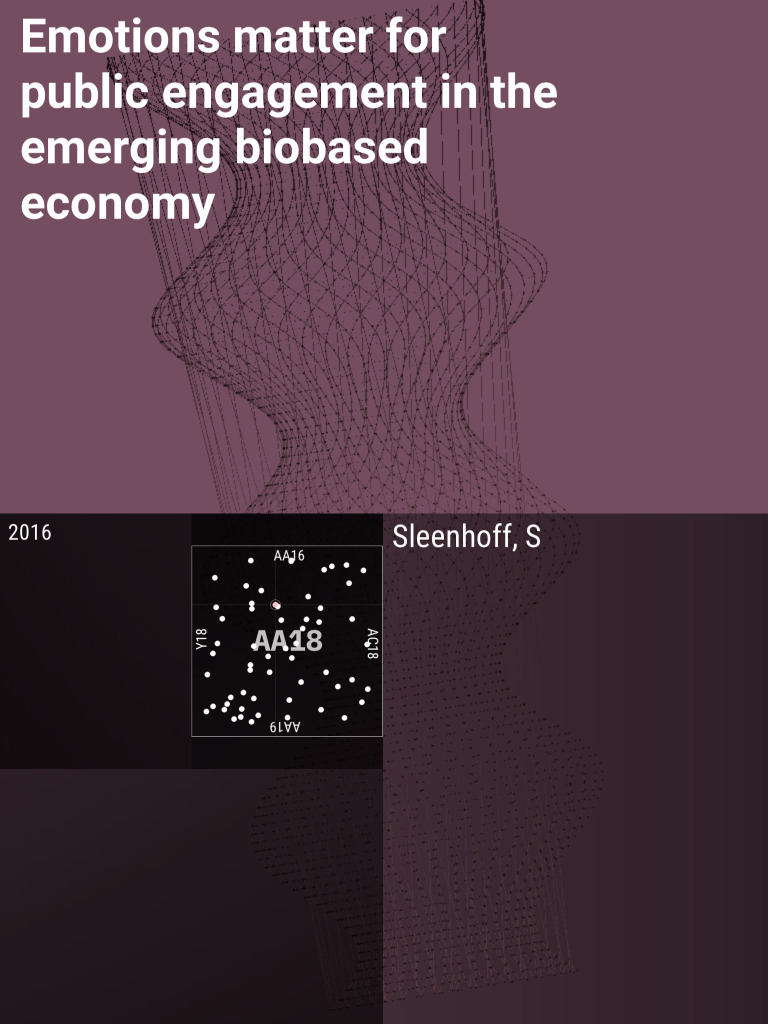 Emotions matter for
public engagement in the
emerging biobased
economy
2016
Sleenhoff, S
AA16
Y18
AA18
AC18
AA19